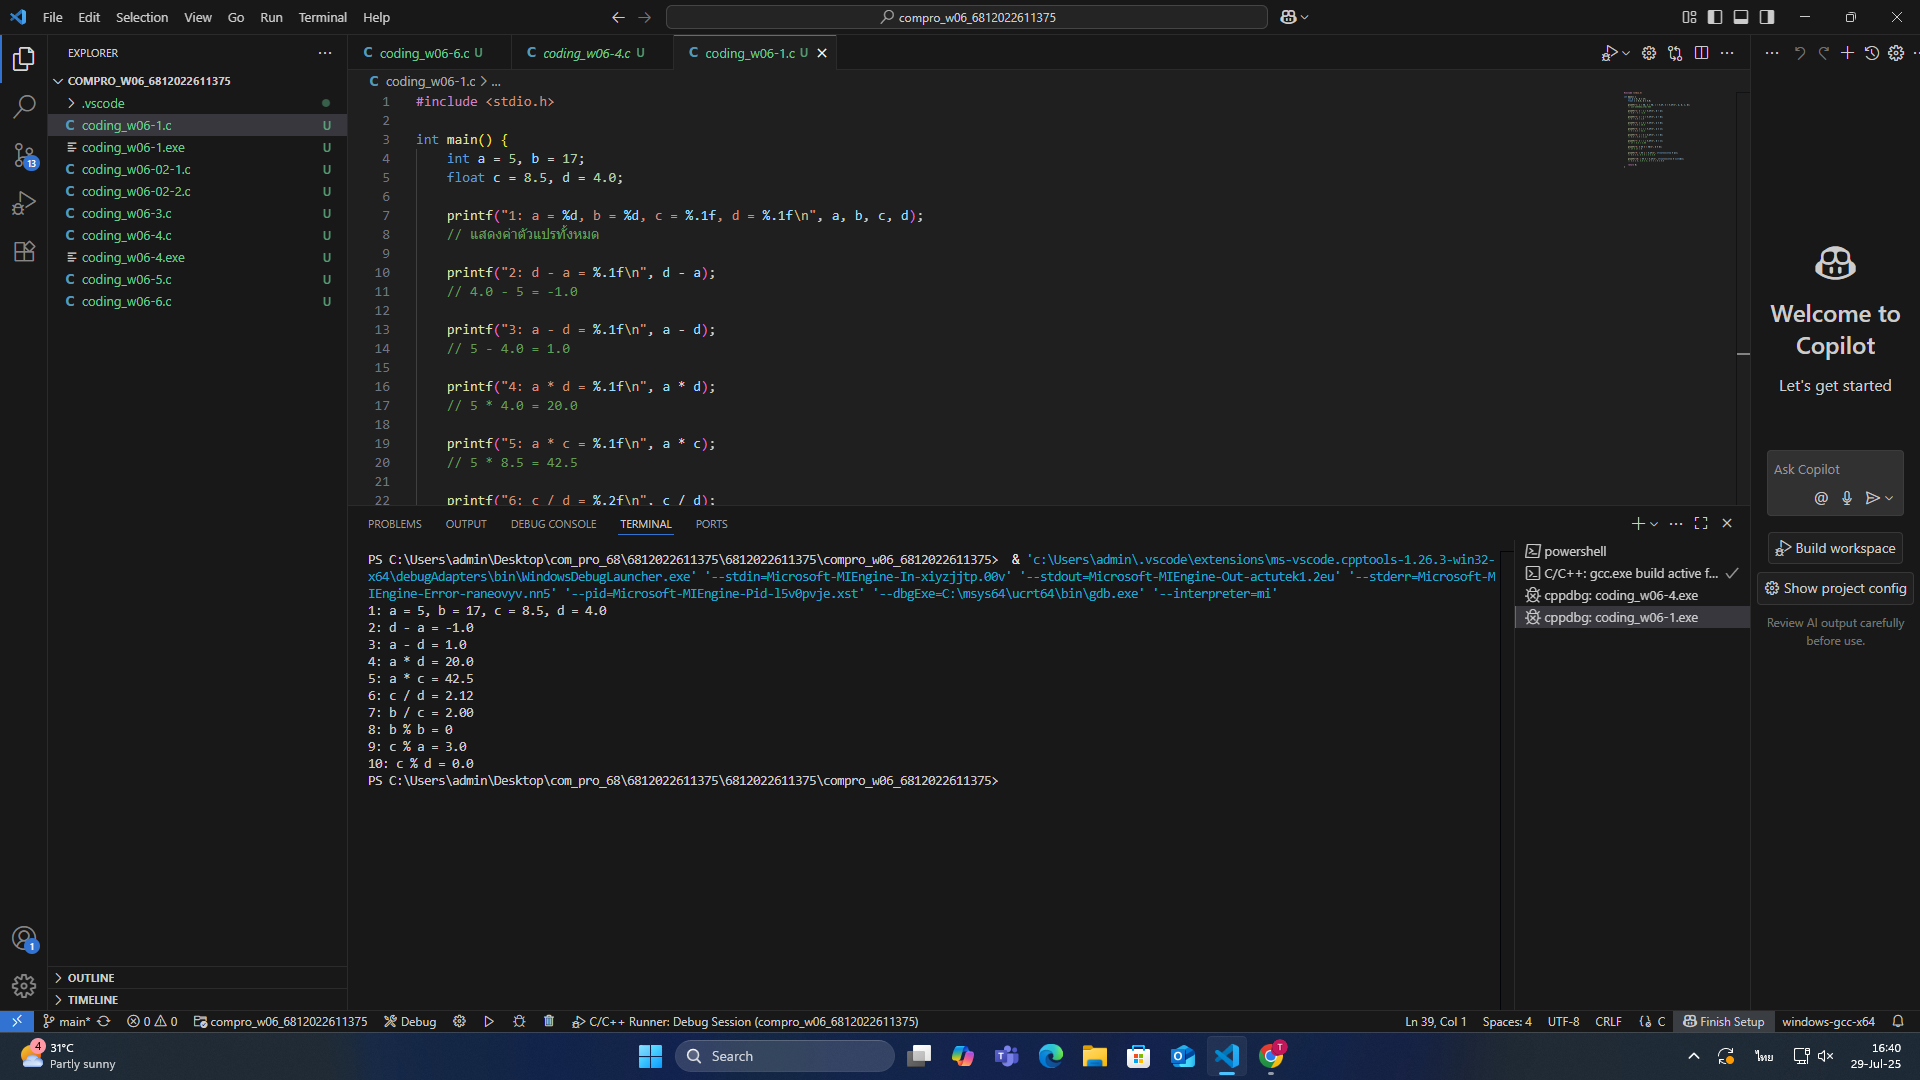 File Edit Selection View Go Run Terminal Help
compro_w06_6812022611375
EXPLORER
COMPRO_W06_6812022611375
.vscode
coding_w06-1.c U
coding_w06-1.exe U
coding_w06-02-1.c U
coding_w06-02-2.c U
coding_w06-3.c U
coding_w06-4.c U
coding_w06-4.exe U
coding_w06-5.c U
coding_w06-6.c U
13
1
OUTLINE
TIMELINE
coding_w06-6.c U coding_w06-4.c U coding_w06-1.c U
coding_w06-1.c > ...
1 #include <stdio.h>
2
3 int main() {
4 int a = 5, b = 17;
5 float c = 8.5, d = 4.0;
6
7 printf("1: a = %d, b = %d, c = %.1f, d = %.1f\n", a, b, c, d);
8 // แสดงค่าตัวแปรทั้งหมด
9
10 printf("2: d - a = %.1f\n", d - a);
11 // 4.0 - 5 = -1.0
12
13 printf("3: a - d = %.1f\n", a - d);
14 // 5 - 4.0 = 1.0
15
16 printf("4: a * d = %.1f\n", a * d);
17 // 5 * 4.0 = 20.0
18
19 printf("5: a * c = %.1f\n", a * c);
20 // 5 * 8.5 = 42.5
21
22 printf("6: c / d = %.2f\n", c / d);
PROBLEMS OUTPUT DEBUG CONSOLE TERMINAL PORTS
PS C:\Users\admin\Desktop\com_pro_68\6812022611375\6812022611375\compro_w06_6812022611375> & 'c:\Users\admin\.vscode\extensions\ms-vscode.cpptools-1.26.3-win32-
x64\debugAdapters\bin\WindowsDebugLauncher.exe' '--stdin=Microsoft-MIEngine-In-xiyzjjtp.00v' '--stdout=Microsoft-MIEngine-Out-actutek1.2eu' '--stderr=Microsoft-M
IEngine-Error-raneovyv.nn5' '--pid=Microsoft-MIEngine-Pid-l5v0pvje.xst' '--dbgExe=C:\msys64\ucrt64\bin\gdb.exe' '--interpreter=mi'
1: a = 5, b = 17, c = 8.5, d = 4.0
2: d - a = -1.0
3: a - d = 1.0
4: a * d = 20.0
5: a * c = 42.5
6: c / d = 2.12
7: b / c = 2.00
8: b % b = 0
9: c % a = 3.0
10: c % d = 0.0
PS C:\Users\admin\Desktop\com_pro_68\6812022611375\6812022611375\compro_w06_6812022611375>
powershell
C/C++: gcc.exe build active f...
cppdbg: coding_w06-4.exe
cppdbg: coding_w06-1.exe
Welcome to
Copilot
Let's get started
Ask Copilot
Build workspace
Show project config
Review AI output carefully
before use.
main* 0 0 compro_w06_6812022611375 Debug C/C++ Runner: Debug Session (compro_w06_6812022611375)
Ln 39, Col 1 Spaces: 4 UTF-8 CRLF C Finish Setup windows-gcc-x64
4
31°C
Partly sunny
Search
T
ไทย
16:40
29-Jul-25